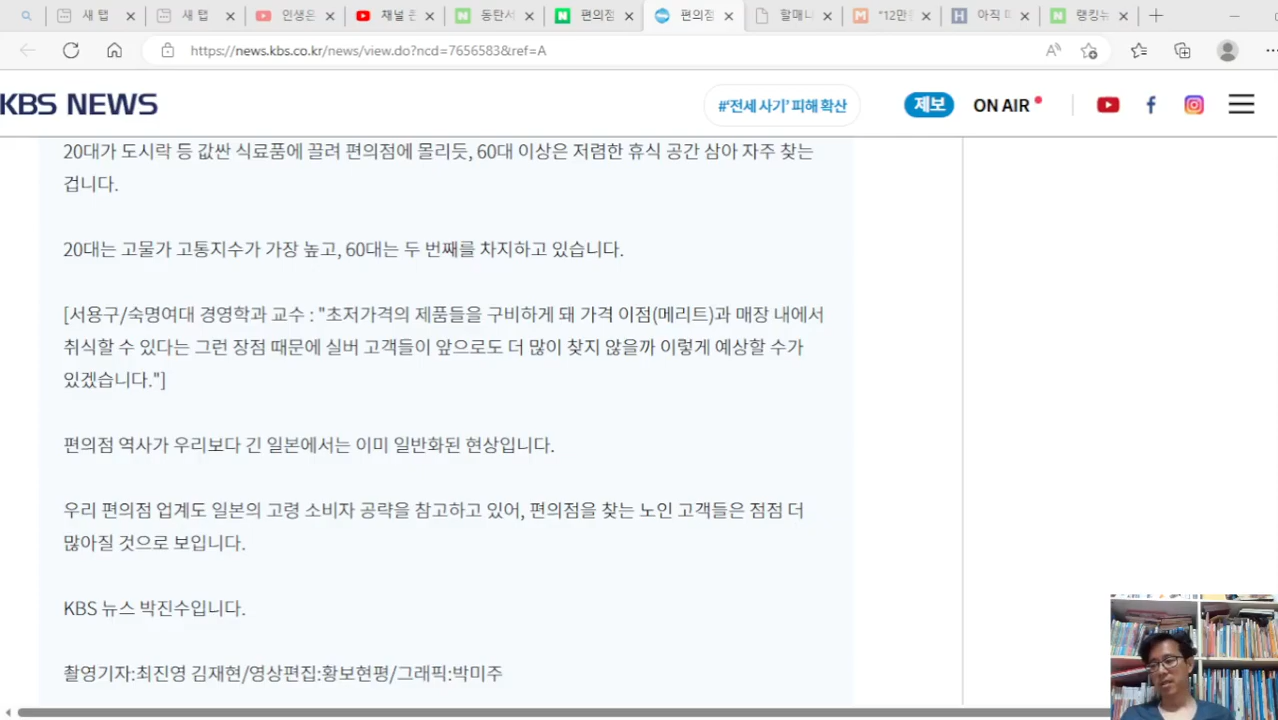 새 탭
새 탭
인생은
채널 운
동탄서
편의점
편의점
할매니
"12만
아직 [
랭킹뉴
https://news.kbs.co.kr/news/view.do?ncd=7656583&ref=A
KBS NEWS
#'전세 사기' 피해 확산
제보
ON AIR
20대가 도시락 등 값싼 식료품에 끌려 편의점에 몰리듯, 60대 이상은 저렴한 휴식 공간 삼아 자주 찾는
겁니다.
20대는 고물가 고통지수가 가장 높고, 60대는 두 번째를 차지하고 있습니다.
[서용구/숙명여대 경영학과 교수 : "초저가격의 제품들을 구비하게 돼 가격 이점(메리트)과 매장 내에서
취식할 수 있다는 그런 장점 때문에 실버 고객들이 앞으로도 더 많이 찾지 않을까 이렇게 예상할 수가
있겠습니다."]
편의점 역사가 우리보다 긴 일본에서는 이미 일반화된 현상입니다.
우리 편의점 업계도 일본의 고령 소비자 공략을 참고하고 있어, 편의점을 찾는 노인 고객들은 점점 더
많아질 것으로 보입니다.
KBS 뉴스 박진수입니다.
촬영기자:최진영 김재현/영상편집:황보현평/그래픽:박미주